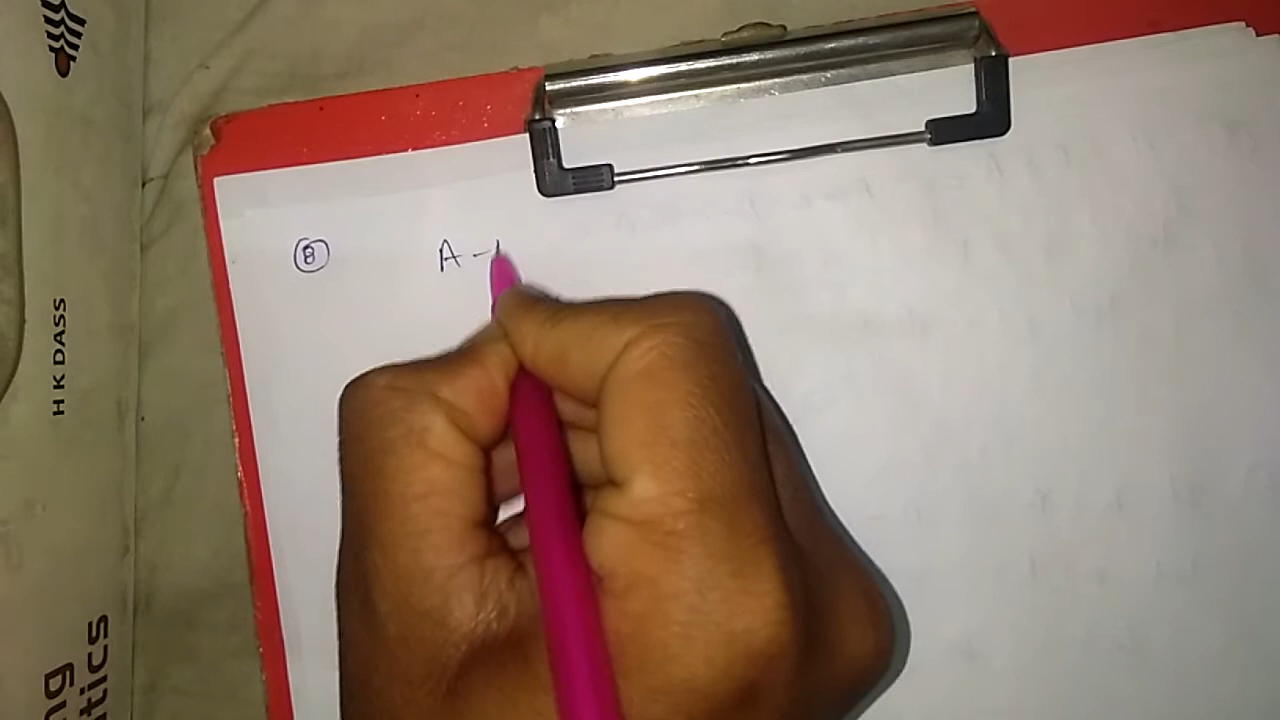 ⑧ A -
H K DASS
ng
tics